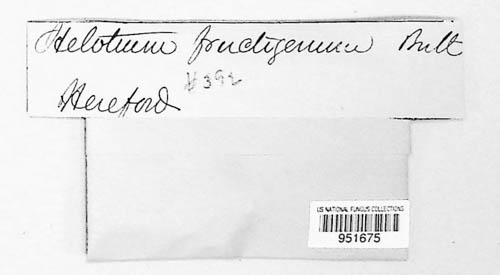 Helotium fructigenum Bull
Hereford
#392
US NATIONAL FUNGUS COLLECTIONS
951675